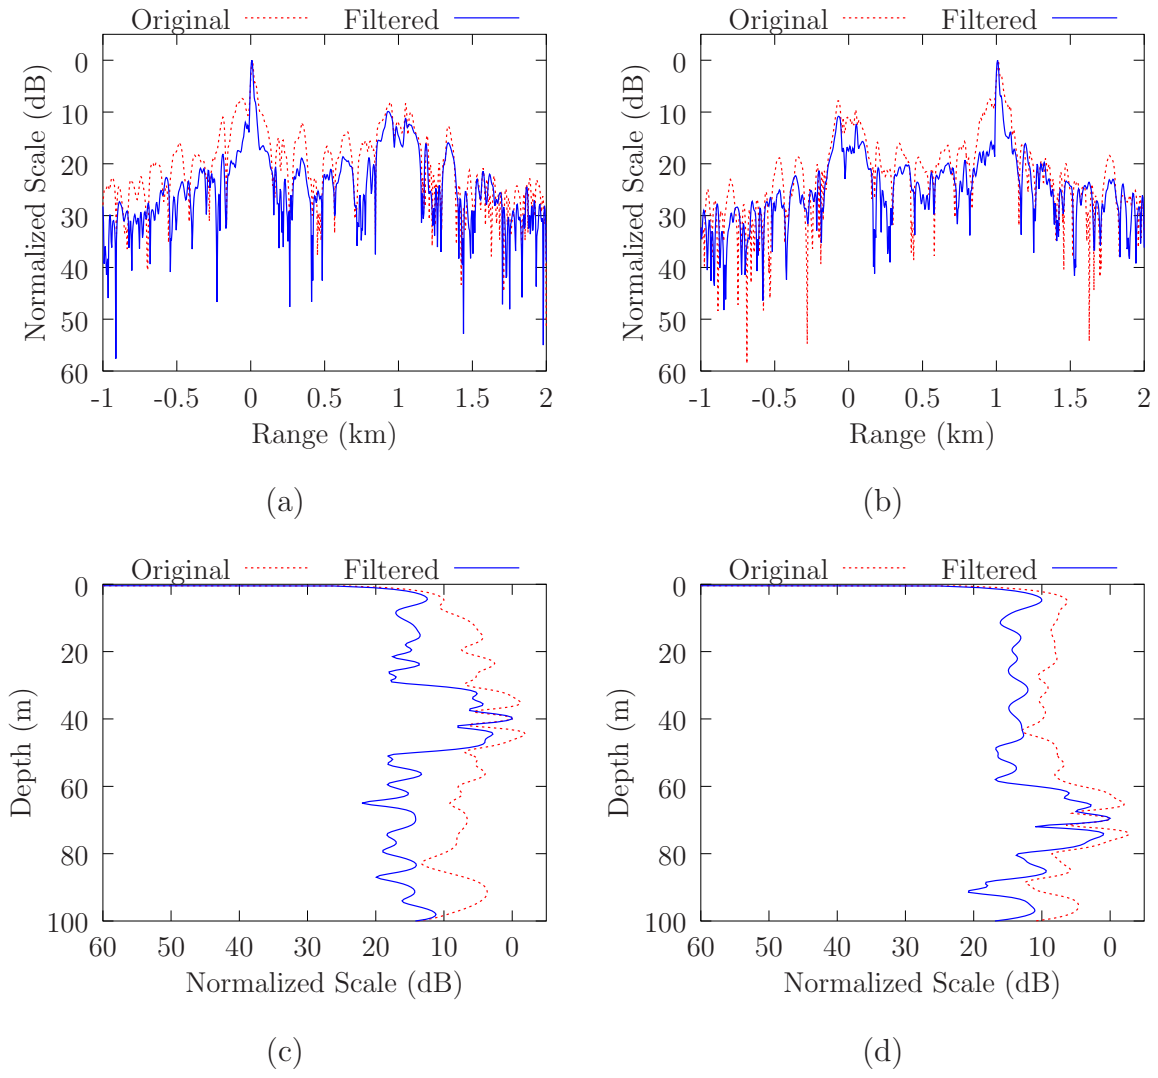 Original Filtered
0
10
20
30
40
50
60
Normalized Scale (dB)
-1 -0.5 0 0.5 1 1.5 2
Range (km)
(a)
Original Filtered
0
10
20
30
40
50
60
Normalized Scale (dB)
-1 -0.5 0 0.5 1 1.5 2
Range (km)
(b)
Original Filtered
0
20
40
60
80
100
Depth (m)
60 50 40 30 20 10 0
Normalized Scale (dB)
(c)
Original Filtered
0
20
40
60
80
100
Depth (m)
60 50 40 30 20 10 0
Normalized Scale (dB)
(d)